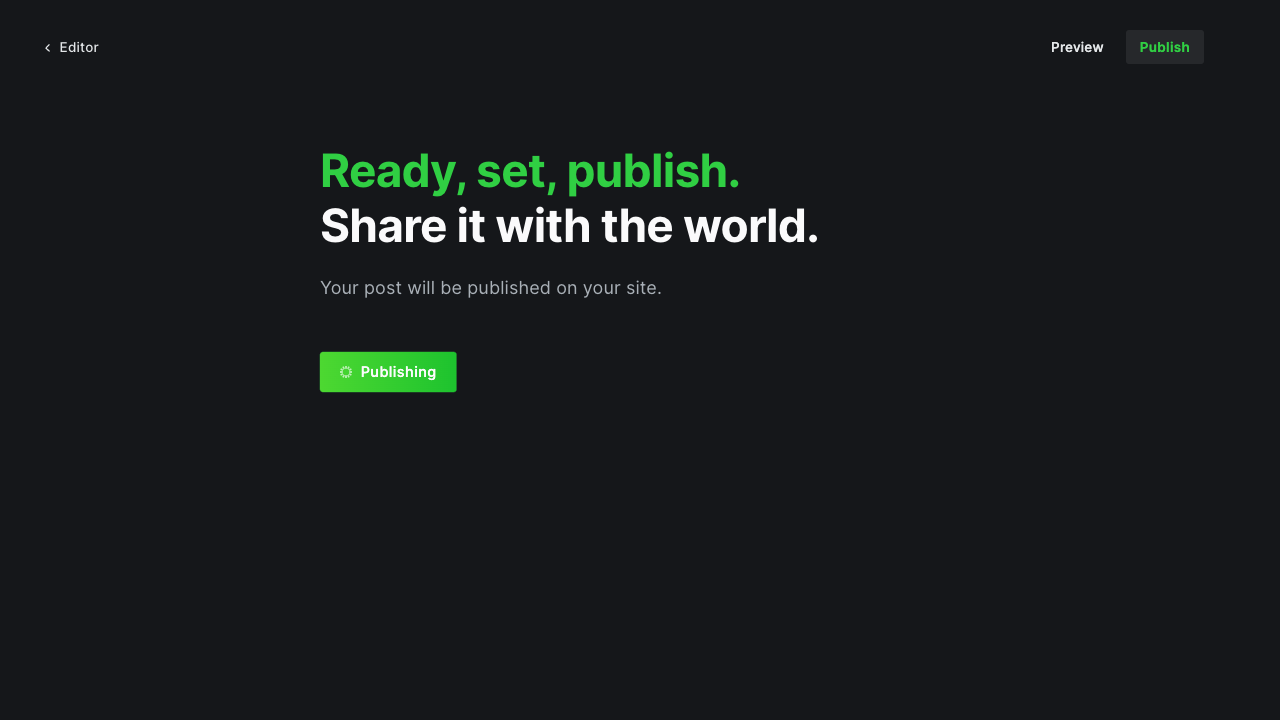 Editor
Preview
Publish
Ready, set, publish.
Share it with the world.
Your post will be published on your site.
Publishing